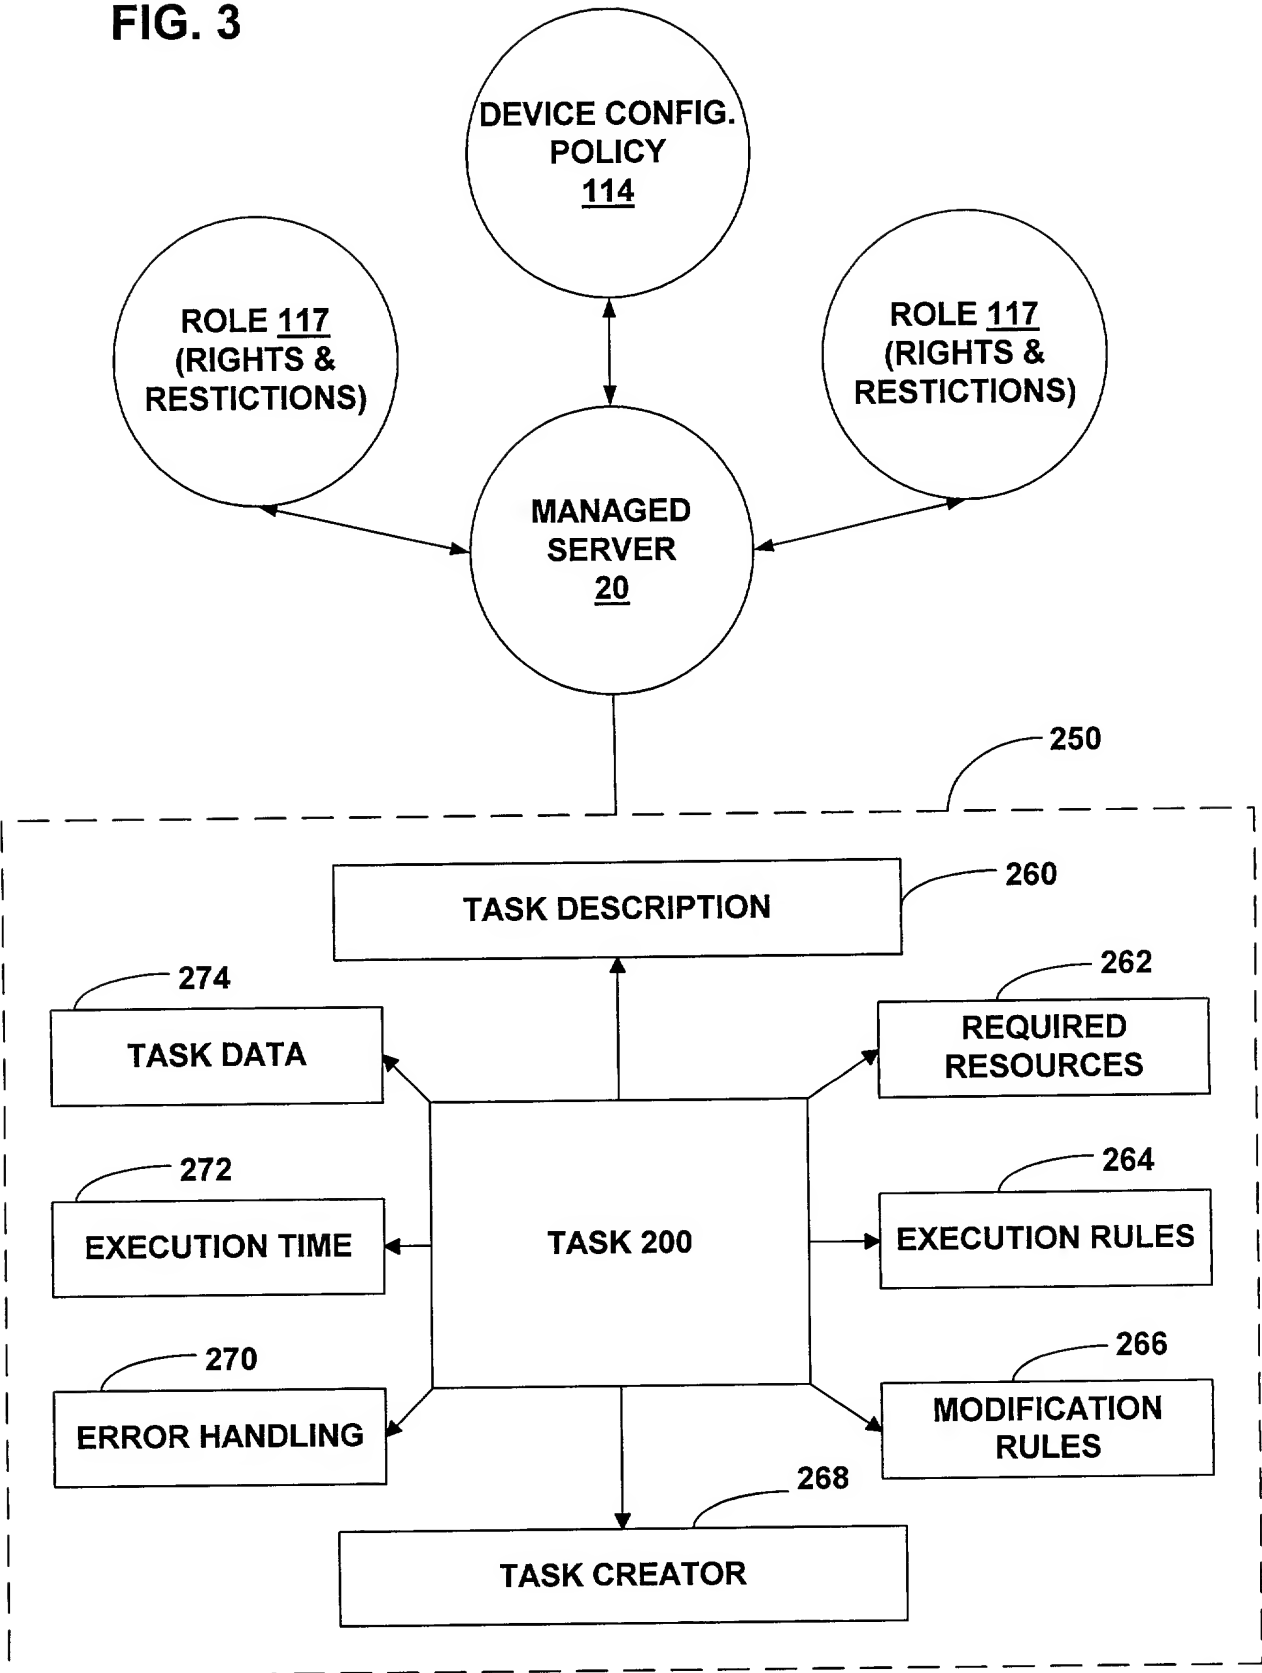 FIG. 3
DEVICE CONFIG.
POLICY
114
ROLE 117
(RIGHTS &
RESTICTIONS)
ROLE 117
(RIGHTS &
RESTICTIONS)
MANAGED
SERVER
20
250
TASK DESCRIPTION
260
274
TASK DATA
262
REQUIRED
RESOURCES
272
EXECUTION TIME
TASK 200
264
EXECUTION RULES
270
ERROR HANDLING
266
MODIFICATION
RULES
268
TASK CREATOR